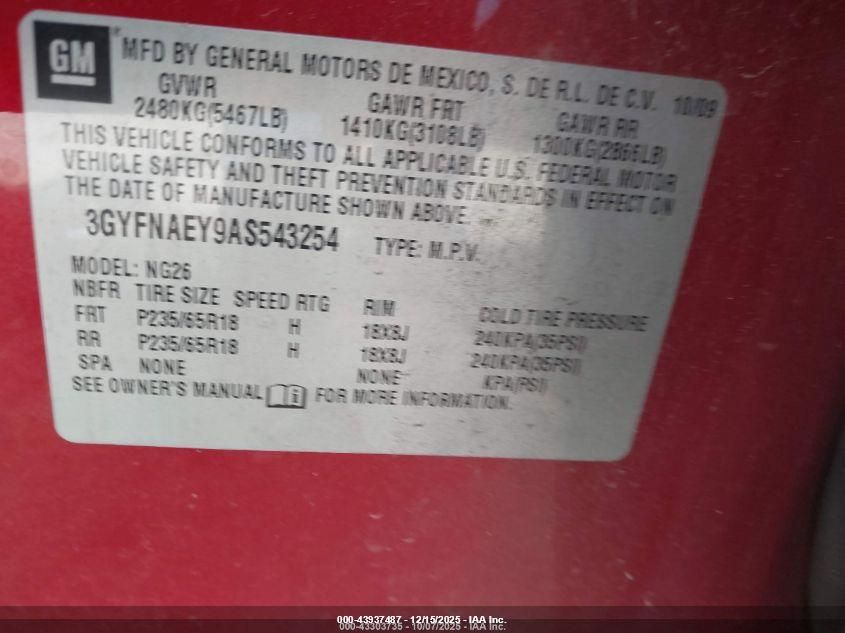 GM
® MFD BY GENERAL MOTORS DE MEXICO, S. DE R.L. DE C.V. 10/09
GVWR GAWR FRT GAWR RR
2480KG(5467LB) 1410KG(3108LB) 1300KG(2866LB)
THIS VEHICLE CONFORMS TO ALL APPLICABLE U.S. FEDERAL MOTOR
VEHICLE SAFETY AND THEFT PREVENTION STANDARDS IN EFFECT ON
THE DATE OF MANUFACTURE SHOWN ABOVE.
3GYFNAEY9AS543254 TYPE: M.P.V.
MODEL: NG26
NBFR TIRE SIZE SPEED RTG RIM COLD TIRE PRESSURE
FRT P235/65R18 H 18X8J 240KPA(35PSI)
RR P235/65R18 H 18X8J 240KPA(35PSI)
SPA NONE NONE KPA(PSI)
SEE OWNER'S MANUAL FOR MORE INFORMATION.
000-43937487 - 12/15/2025 - IAA Inc.
000-43303735 - 10/07/2025 - IAA Inc.